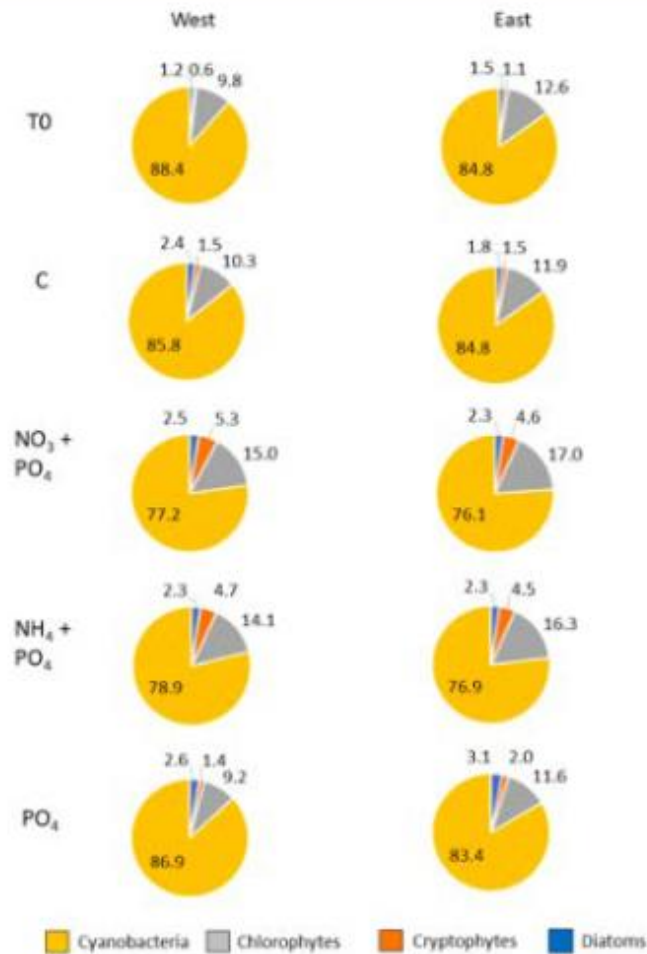 West East
1.2 0.6 9.8 1.5 1.1 12.6
T0
88.4 84.8
2.4 1.5 10.3 1.8 1.5 11.9
C
85.8 84.8
2.5 5.3 15.0 2.3 4.6 17.0
NO₃ +
PO₄
77.2 76.1
2.3 4.7 14.1 2.3 4.5 16.3
NH₄ +
PO₄
78.9 76.9
2.6 1.4 9.2 3.1 2.0 11.6
PO₄
86.9 83.4
Cyanobacteria Chlorophytes Cryptophytes Diatoms